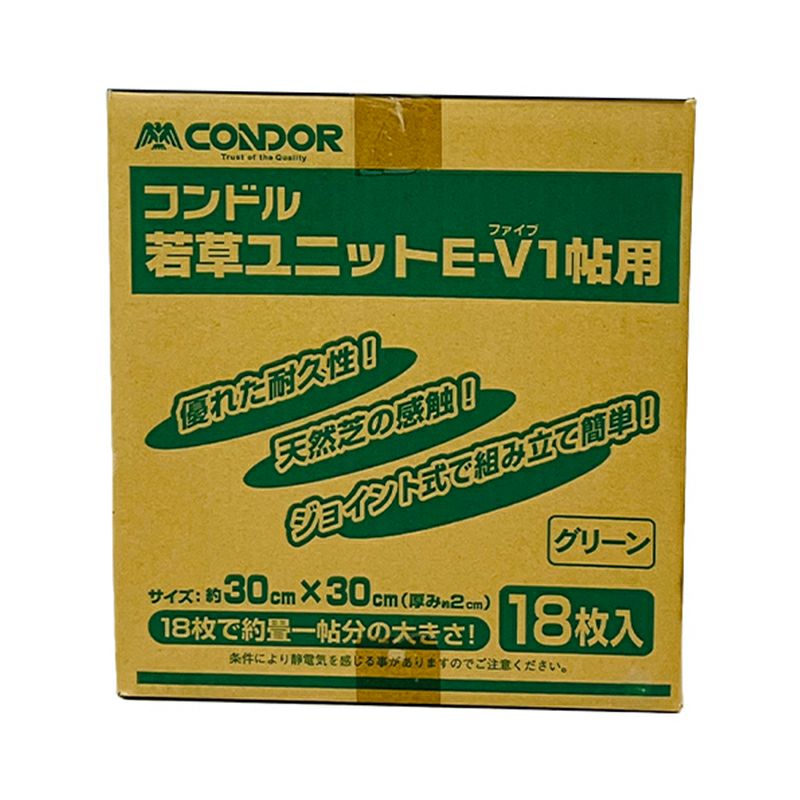 CONDOR
Trust of the Quality
コンドル
ファイブ
若草ユニットE-V1帖用
優れた耐久性!
天然芝の感触!
ジョイント式で組み立て簡単!
グリーン
サイズ:約30cm×30cm(厚み約2cm)
18枚入
18枚で約畳一帖分の大きさ!
条件により静電気を感じる事がありますのでご注意ください。